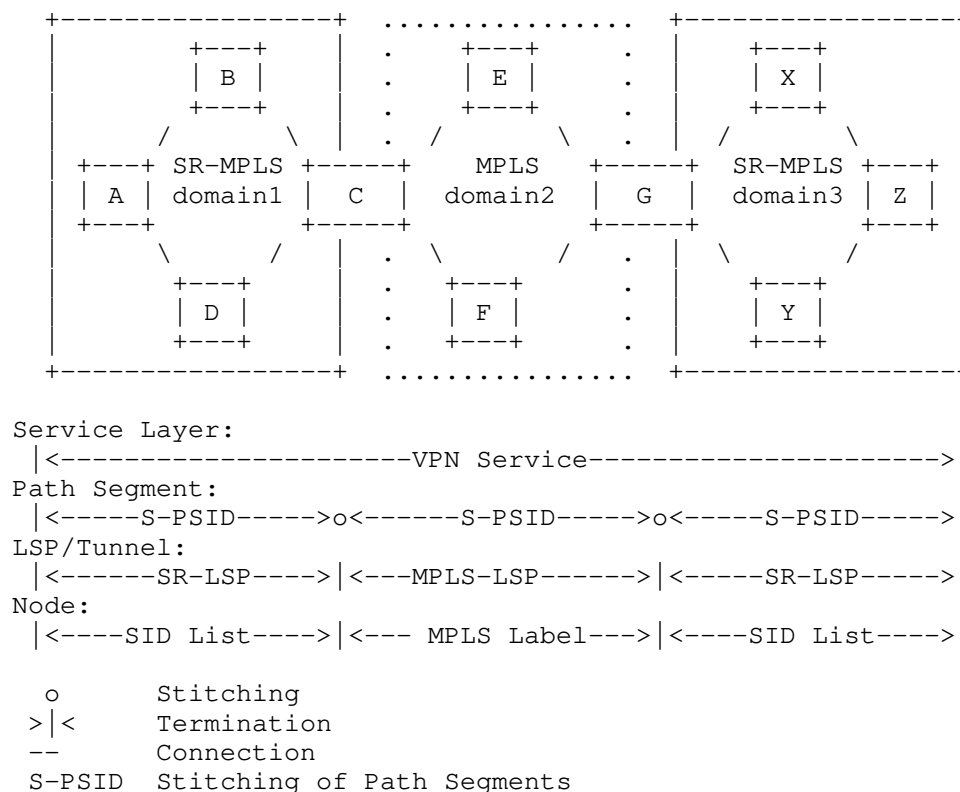 B E X
SR-MPLS MPLS SR-MPLS
A domain1 C domain2 G domain3 Z
D F Y
Service Layer:
|<----------------------VPN Service---------------------->
Path Segment:
|<-----S-PSID----->o<------S-PSID----->o<-----S-PSID----->
LSP/Tunnel:
|<------SR-LSP---->|<---MPLS-LSP------>|<-----SR-LSP----->
Node:
|<----SID List---->|<--- MPLS Label--->|<----SID List---->
o Stitching
>|< Termination
-- Connection
S-PSID Stitching of Path Segments